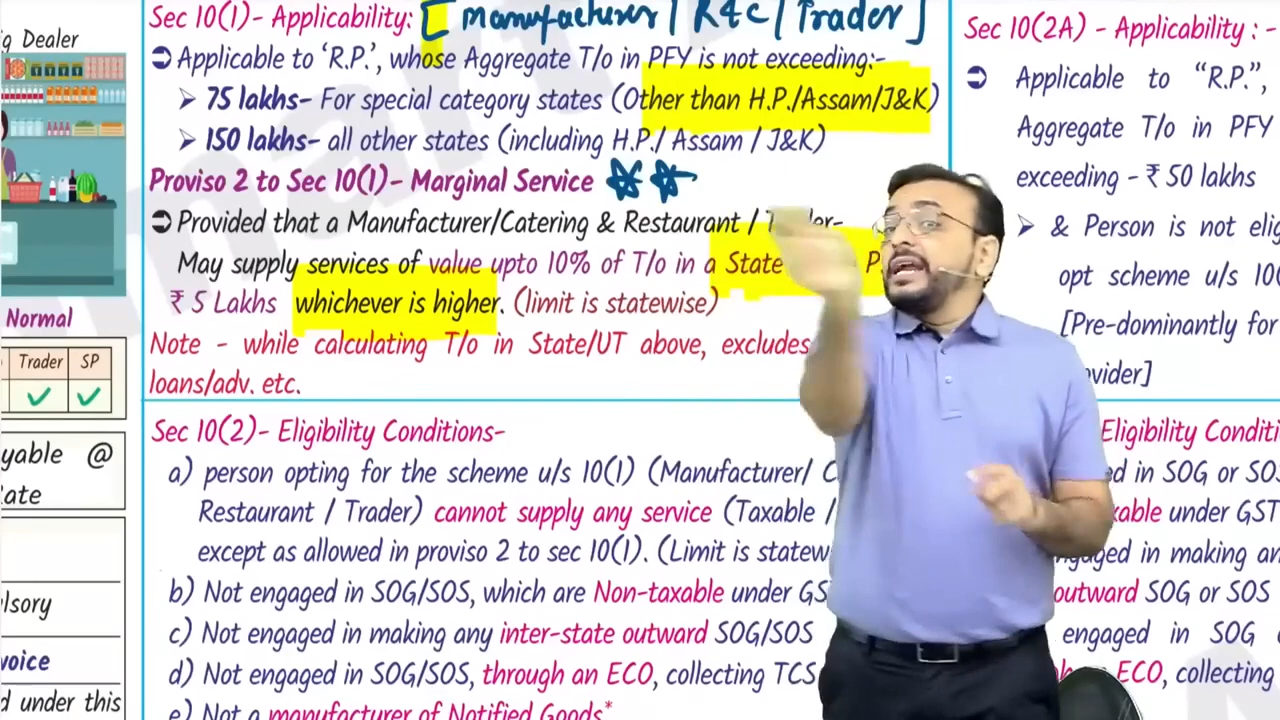 g Dealer
Normal
Trader SP
yable @
ate
lsory
voice
d under this
Sec 10(1)- Applicability: [manufacturer / R&C / Trader]
⮊ Applicable to 'R.P.', whose Aggregate T/o in PFY is not exceeding:-
➢ 75 lakhs- For special category states (Other than H.P./Assam/J&K)
➢ 150 lakhs- all other states (including H.P./ Assam / J&K)
Proviso 2 to Sec 10(1)- Marginal Service
⮊ Provided that a Manufacturer/Catering & Restaurant /
May supply services of value upto 10% of T/o in a State
₹ 5 Lakhs whichever is higher. (limit is statewise)
Note - while calculating T/o in State/UT above, excludes
loans/adv. etc.
Sec 10(2)- Eligibility Conditions-
a) person opting for the scheme u/s 10(1) (Manufacturer/ C
Restaurant / Trader) cannot supply any service (Taxable /
except as allowed in proviso 2 to sec 10(1). (Limit is statew
b) Not engaged in SOG/SOS, which are Non-taxable under GS
c) Not engaged in making any inter-state outward SOG/SOS
d) Not engaged in SOG/SOS, through an ECO, collecting TCS
e) Not a manufacturer of Notified Goods*
Sec 10(2A) - Applicability : -
⮊ Applicable to "R.P.",
Aggregate T/o in PFY
exceeding - ₹ 50 lakhs
➢ & Person is not elig
opt scheme u/s 10
[Pre-dominantly for
vider]
Eligibility Conditi
ed in SOG or SOS
xable under GST
gaged in making an
outward SOG or SOS
engaged in SOG
ECO, collecting